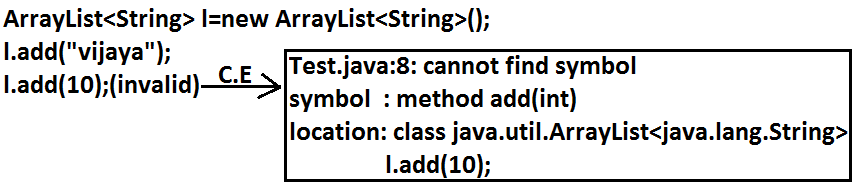 ArrayList<String> l=new ArrayList<String>();
l.add("vijaya");
l.add(10);(invalid)
C.E
Test.java:8: cannot find symbol
symbol  : method add(int)
location: class java.util.ArrayList<java.lang.String>
l.add(10);